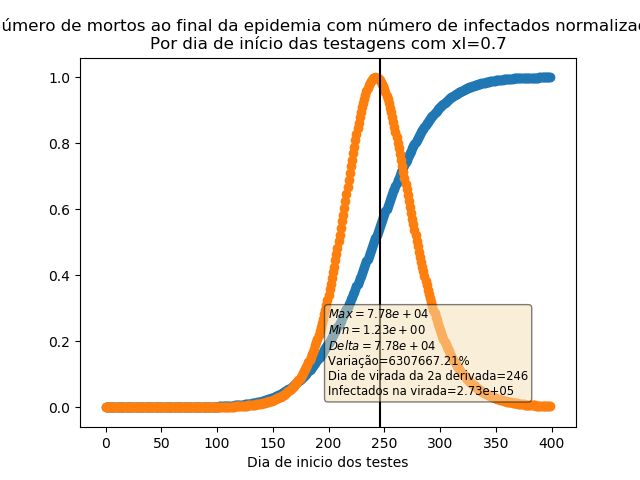 úmero de mortos ao final da epidemia com número de infectados normaliza
Por dia de início das testagens com xl=0.7
1.0
0.8
0.6
0.4
0.2
0.0
Max = 7.78e + 04
Min = 1.23e + 00
Delta = 7.78e + 04
Variação=6307667.21%
Dia de virada da 2a derivada=246
Infectados na virada=2.73e+05
0 50 100 150 200 250 300 350 400
Dia de inicio dos testes